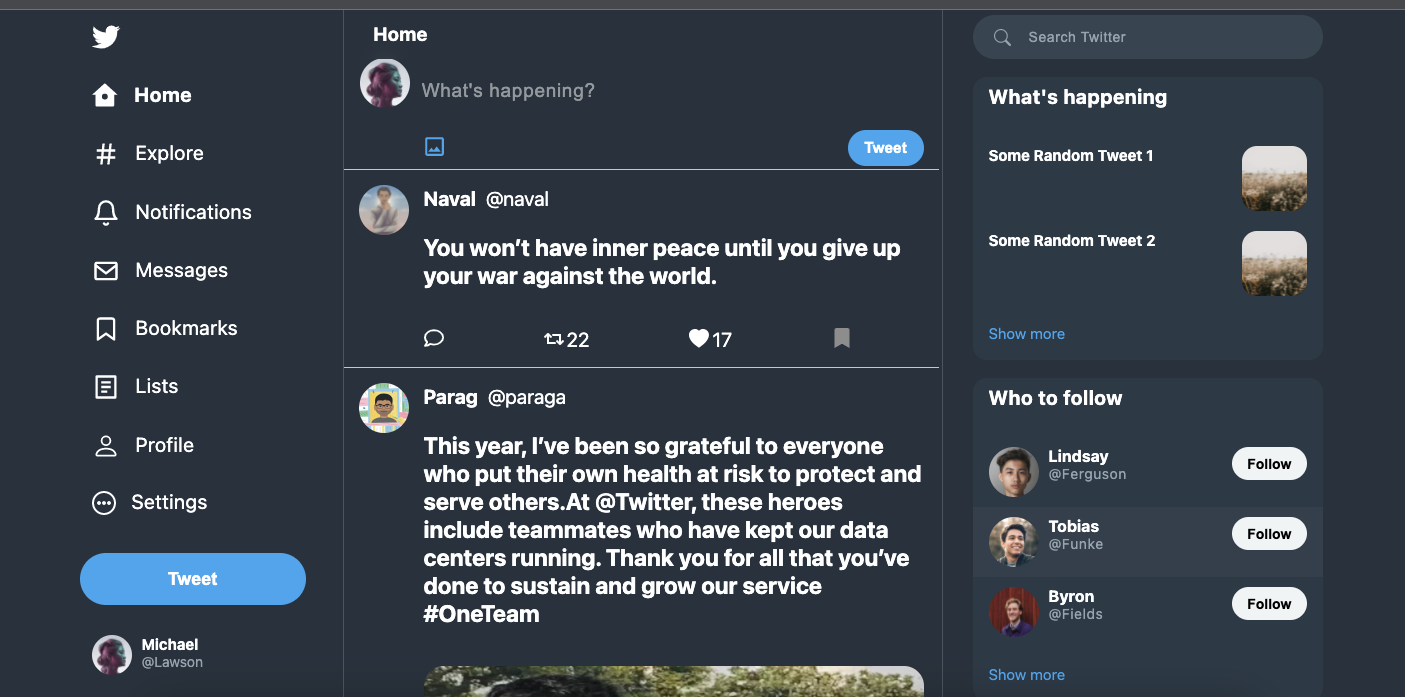 Home
Explore
Notifications
Messages
Bookmarks
Lists
Profile
Settings
Tweet
Michael
@Lawson
Home
What's happening?
Tweet
Naval @naval
You won’t have inner peace until you give up
your war against the world.
22 17
Parag @paraga
This year, I’ve been so grateful to everyone
who put their own health at risk to protect and
serve others.At @Twitter, these heroes
include teammates who have kept our data
centers running. Thank you for all that you’ve
done to sustain and grow our service
#OneTeam
Search Twitter
What's happening
Some Random Tweet 1
Some Random Tweet 2
Show more
Who to follow
Lindsay
@Ferguson
Follow
Tobias
@Funke
Follow
Byron
@Fields
Follow
Show more